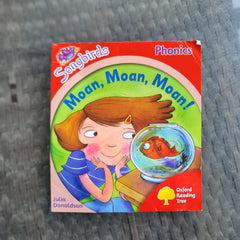 Songbirds
Phonics
Moan, Moan, Moan!
Julia
Donaldson
Oxford
Reading
Tree